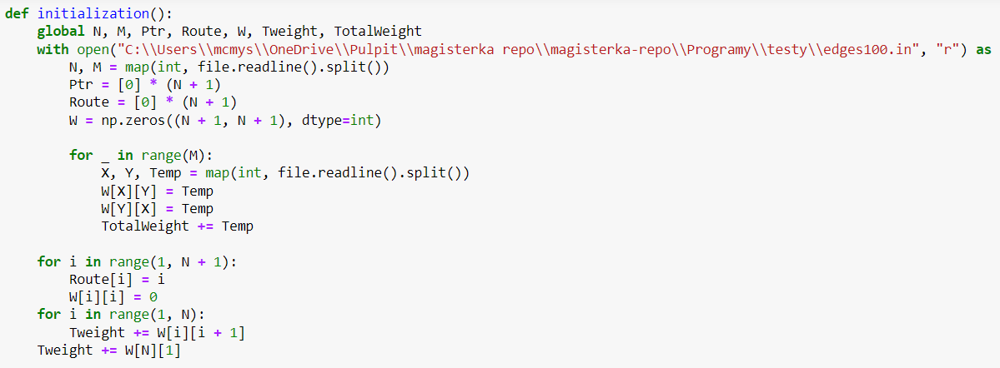 def initialization():
    global N, M, Ptr, Route, W, Tweight, TotalWeight
    with open("C:\\Users\\mcmys\\OneDrive\\Pulpit\\magisterka repo\\magisterka-repo\\Programy\\testy\\edges100.in", "r") as
        N, M = map(int, file.readline().split())
        Ptr = [0] * (N + 1)
        Route = [0] * (N + 1)
        W = np.zeros((N + 1, N + 1), dtype=int)

        for _ in range(M):
            X, Y, Temp = map(int, file.readline().split())
            W[X][Y] = Temp
            W[Y][X] = Temp
            TotalWeight += Temp

    for i in range(1, N + 1):
        Route[i] = i
        W[i][i] = 0
    for i in range(1, N):
        Tweight += W[i][i + 1]
    Tweight += W[N][1]